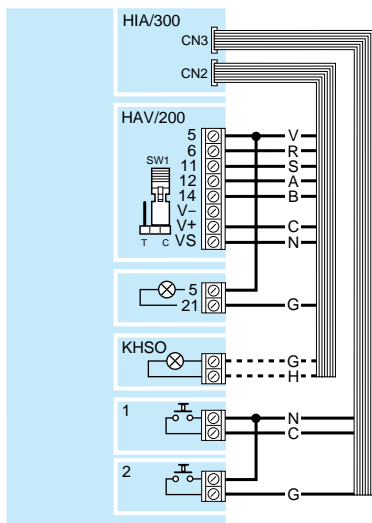 HIA/300
CN3
CN2
HAV/200
5 V
6 R
SW1
11 S
12 A
14 B
V–
V+ C
T C VS N
5
21 G
KHSO
G
H
1
N
C
2
G